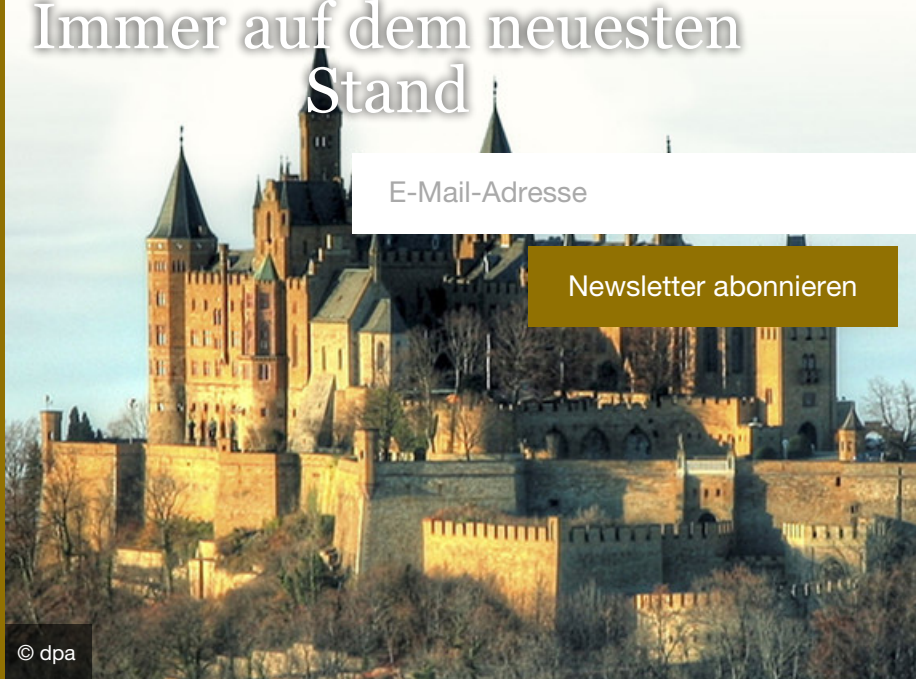 Immer auf dem neuesten
Stand
E-Mail-Adresse
Newsletter abonnieren
© dpa